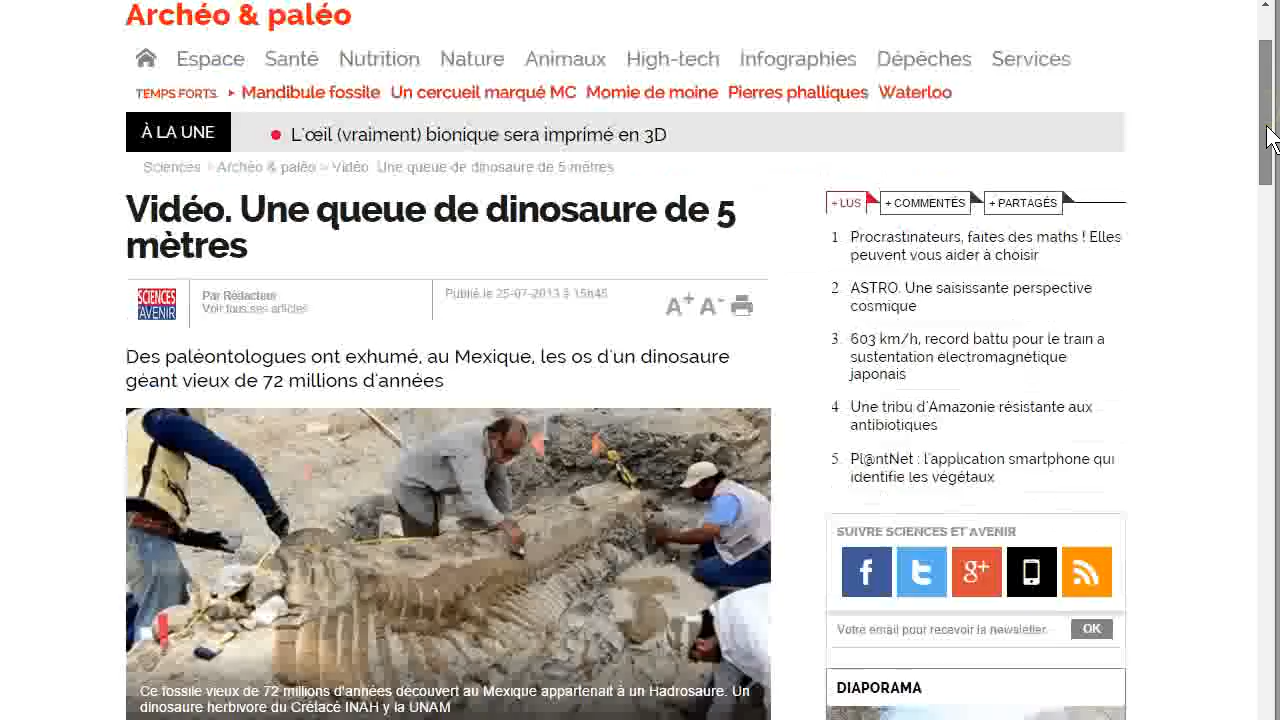 Archéo & paléo
Espace Santé Nutrition Nature Animaux High-tech Infographies Dépêches Services
TEMPS FORTS Mandibule fossile Un cercueil marqué MC Momie de moine Pierres phalliques Waterloo
À LA UNE
L'œil (vraiment) bionique sera imprimé en 3D
Sciences > Archéo & paléo > Vidéo. Une queue de dinosaure de 5 mètres
Vidéo. Une queue de dinosaure de 5
mètres
SCIENCES
AVENIR
Par Rédacteur
Voir tous ses articles
Publié le 25-07-2013 à 15h45
A+ A-
Des paléontologues ont exhumé, au Mexique, les os d'un dinosaure
géant vieux de 72 millions d'années
Ce fossile vieux de 72 millions d'années découvert au Mexique appartenait à un Hadrosaure. Un
dinosaure herbivore du Crétacé INAH y la UNAM
+ LUS
+ COMMENTÉS
+ PARTAGÉS
1. Procrastinateurs, faites des maths ! Elles
peuvent vous aider à choisir
2. ASTRO. Une saisissante perspective
cosmique
3. 603 km/h, record battu pour le train a
sustentation electromagnetique
japonais
4. Une tribu d'Amazonie résistante aux
antibiotiques
5. Pl@ntNet : l'application smartphone qui
identifie les végétaux
SUIVRE SCIENCES ET AVENIR
f
g+
Votre email pour recevoir la newsletter...
OK
DIAPORAMA